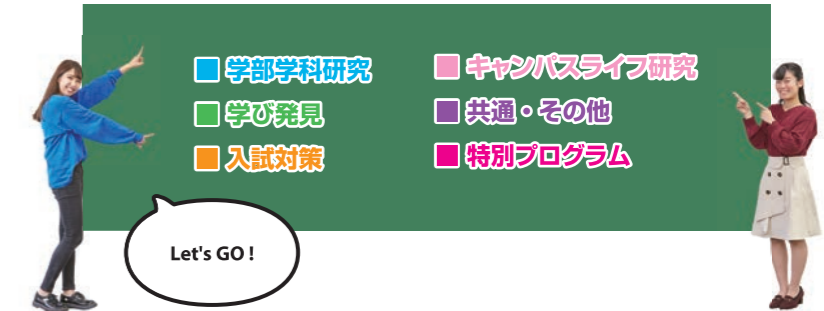 ■ 学部学科研究
■ 学び発見
■ 入試対策
■ キャンパスライフ研究
■ 共通・その他
■ 特別プログラム
Let's GO !